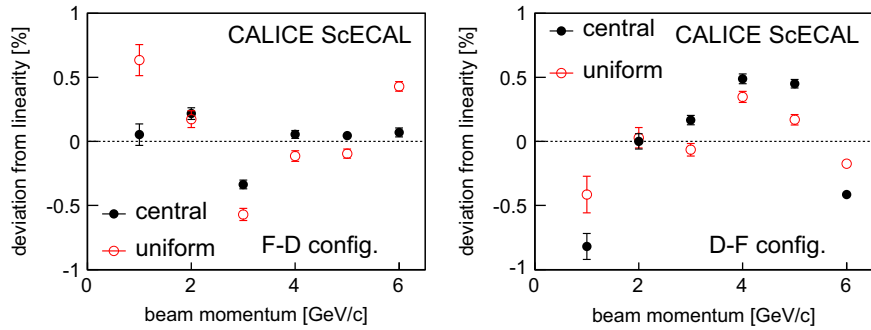 deviation from linearity [%]
1
0.5
0
-0.5
-1
CALICE ScECAL
central
uniform
F-D config.
0
2
4
6
beam momentum [GeV/c]
deviation from linearity [%]
1
0.5
0
-0.5
-1
central
CALICE ScECAL
uniform
D-F config.
0
2
4
6
beam momentum [GeV/c]